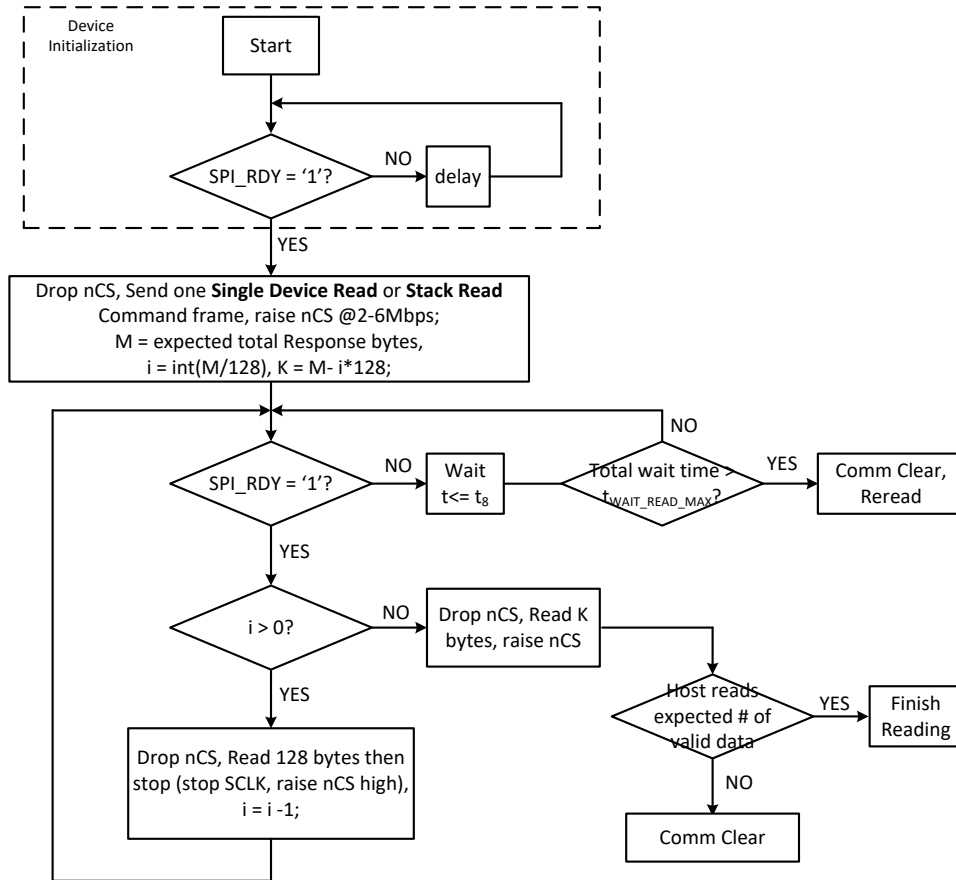 Device
Initialization
Start
SPI_RDY = ‘1’?
NO
delay
YES
Drop nCS, Send one Single Device Read or Stack Read
Command frame, raise nCS @2-6Mbps;
M = expected total Response bytes,
i = int(M/128), K = M- i*128;
NO
SPI_RDY = ‘1’?
NO
Wait
t<= t8
Total wait time >
tWAIT_READ_MAX?
YES
Comm Clear,
Reread
YES
i > 0?
NO
Drop nCS, Read K
bytes, raise nCS
YES
Host reads
expected # of
valid data
YES
Finish
Reading
Drop nCS, Read 128 bytes then
stop (stop SCLK, raise nCS high),
i = i -1;
NO
Comm Clear